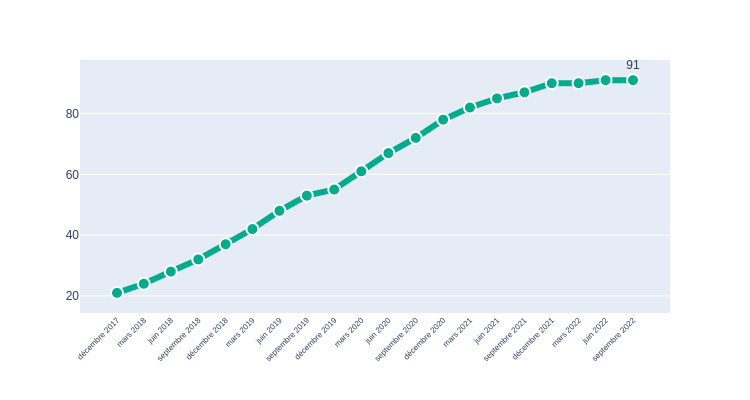 91
80
60
40
20
décembre 2017
mars 2018
juin 2018
septembre 2018
décembre 2018
mars 2019
juin 2019
septembre 2019
décembre 2019
mars 2020
juin 2020
septembre 2020
décembre 2020
mars 2021
juin 2021
septembre 2021
décembre 2021
mars 2022
juin 2022
septembre 2022